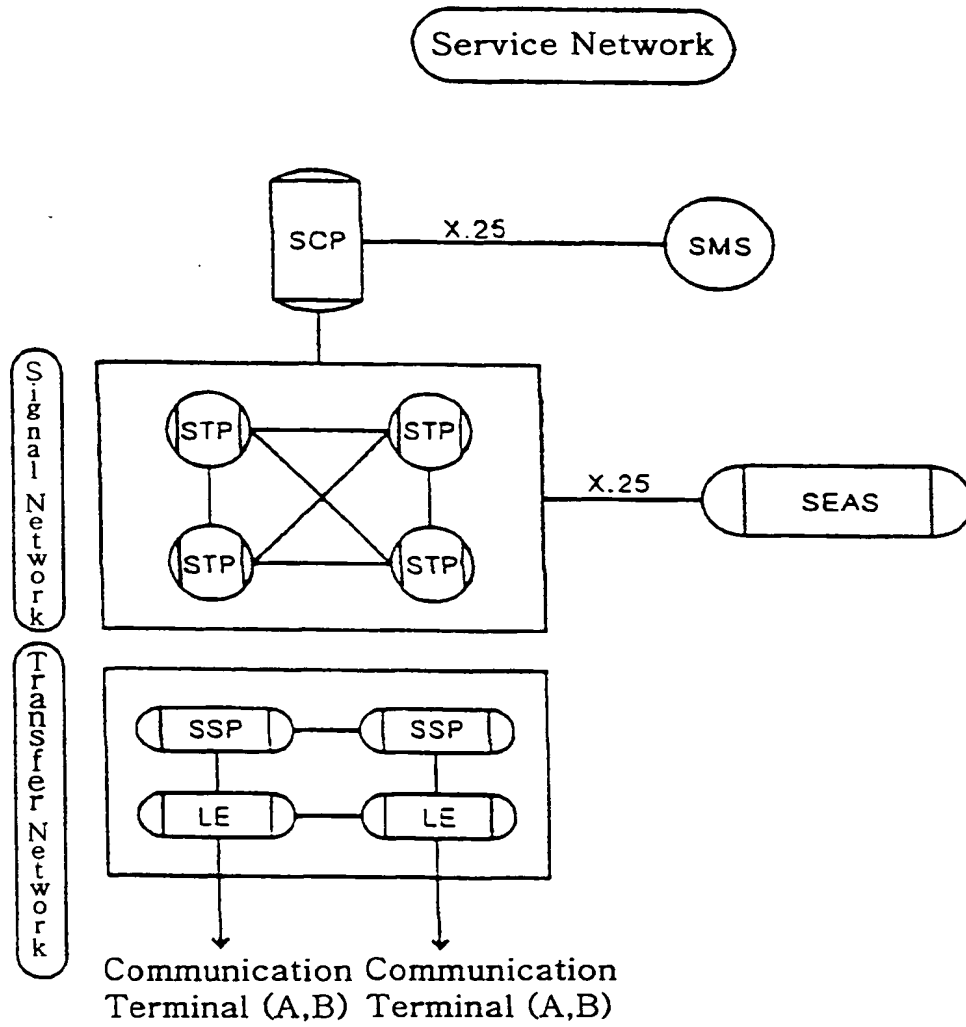 Service Network
SCP
X.25
SMS
Signal Network
STP
STP
STP
STP
X.25
SEAS
Transfer Network
SSP
SSP
LE
LE
Communication
Terminal (A,B)
Communication
Terminal (A,B)